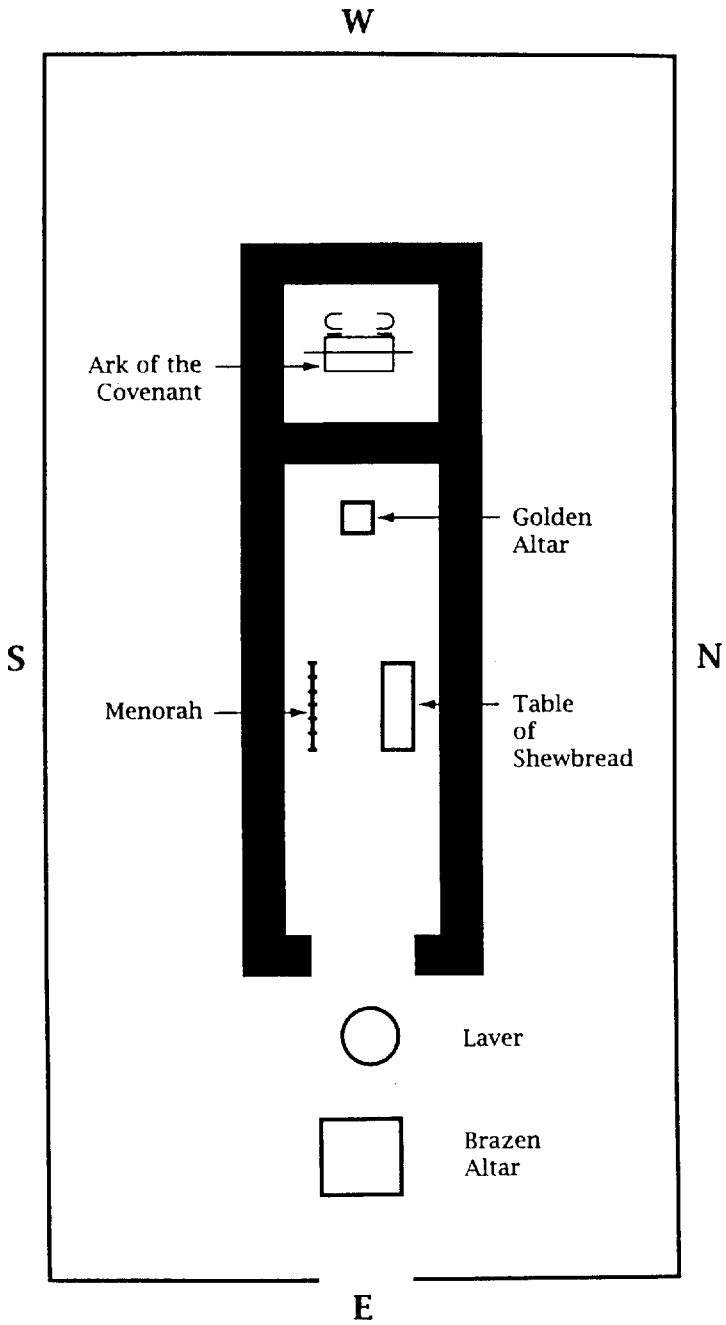 W
Ark of the
Covenant
Golden
Altar
S
N
Menorah
Table
of
Shewbread
Laver
Brazen
Altar
E